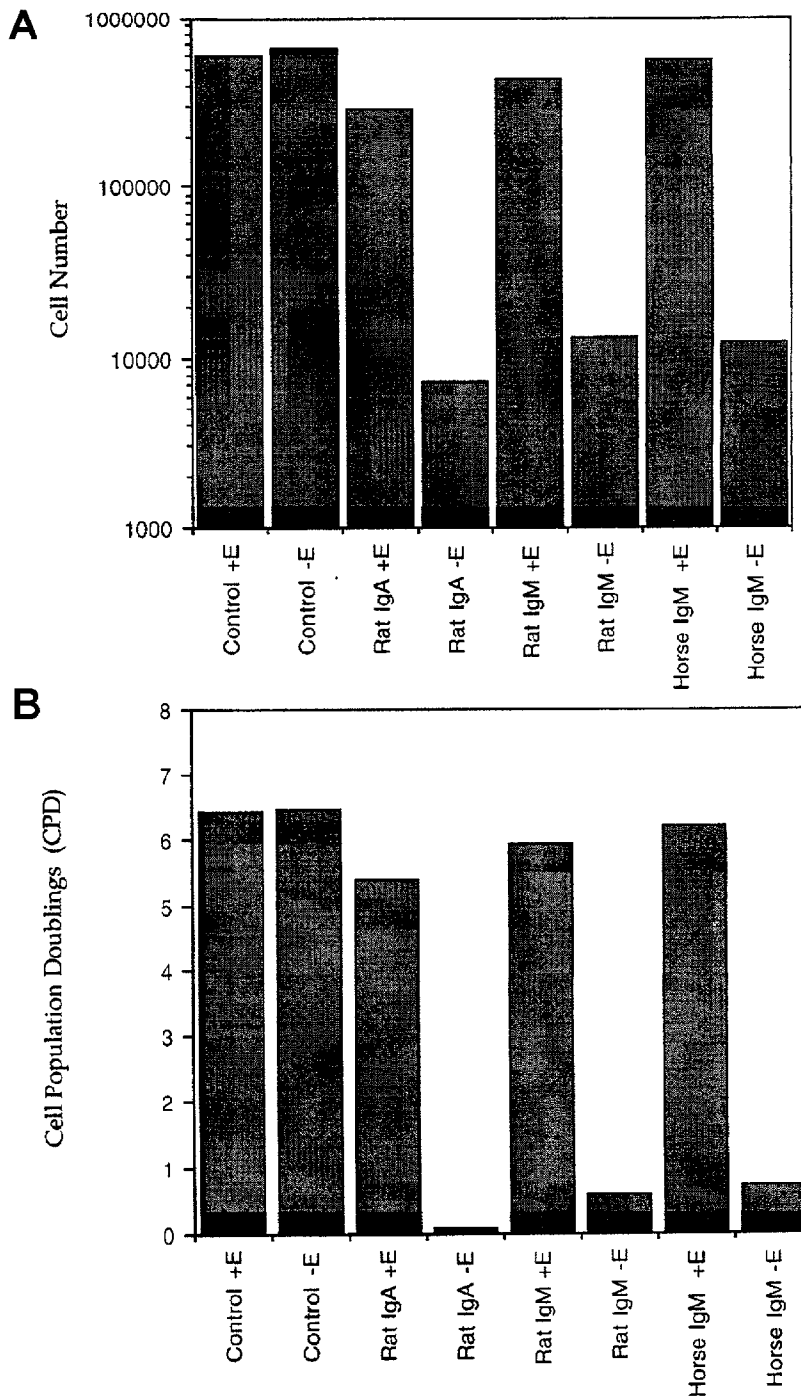 A
Cell Number
1000000
100000
10000
1000
Control +E
Control -E
Rat IgA +E
Rat IgA -E
Rat IgM +E
Rat IgM -E
Horse IgM +E
Horse IgM -E
B
Cell Population Doublings (CPD)
8
7
6
5
4
3
2
1
0
Control +E
Control -E
Rat IgA +E
Rat IgA -E
Rat IgM +E
Rat IgM -E
Horse IgM +E
Horse IgM -E